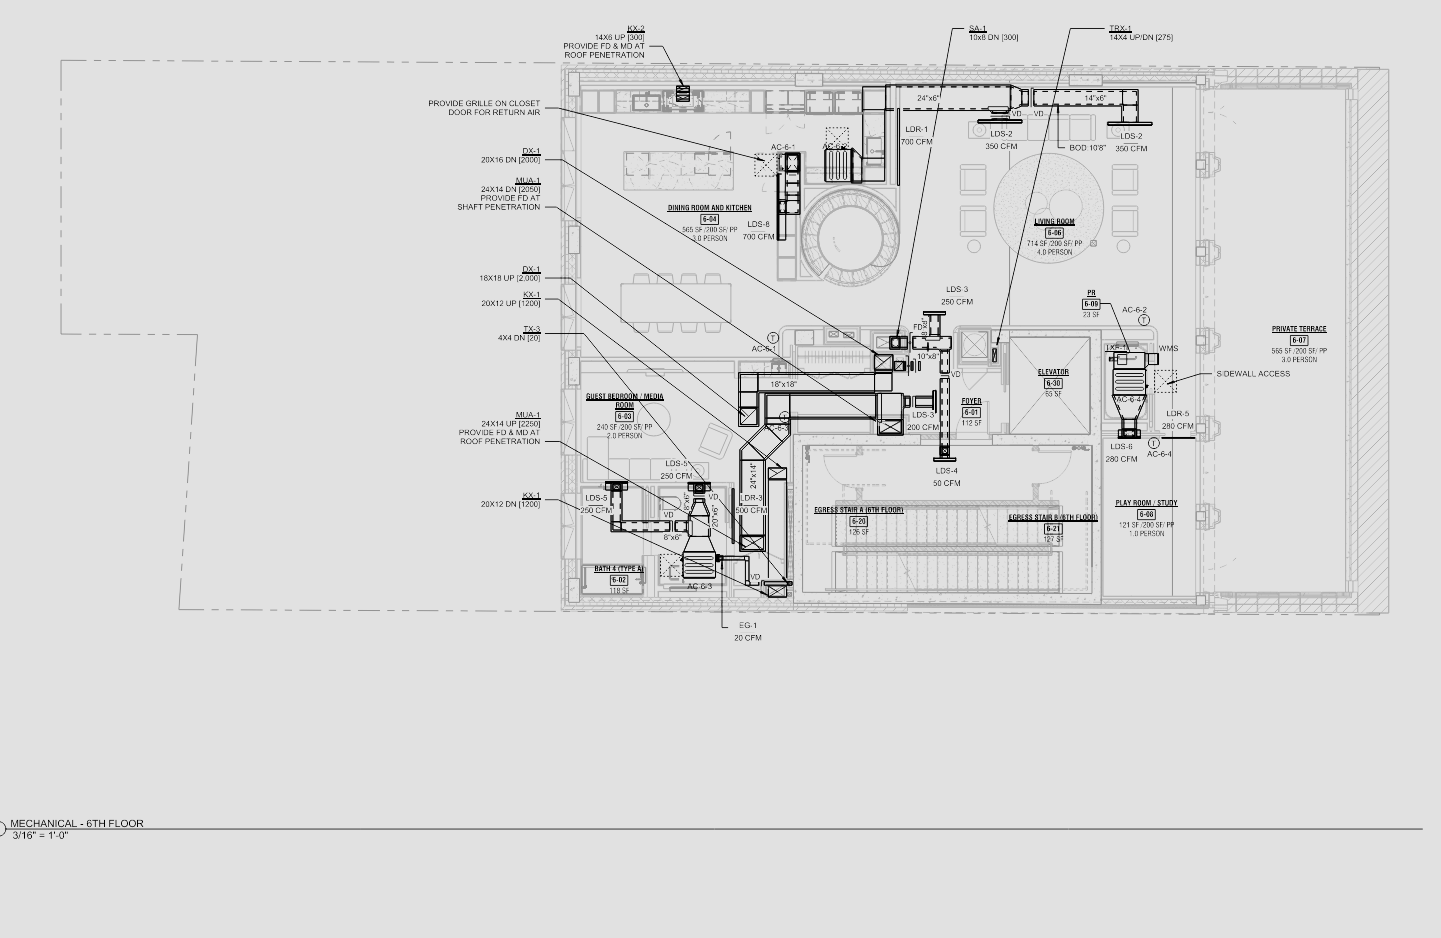 KX-2
14X6 UP [300]
PROVIDE FD & MD AT
ROOF PENETRATION
SA-1
10x8 DN [300]
TRX-1
14X4 UP/DN [275]
PROVIDE GRILLE ON CLOSET
DOOR FOR RETURN AIR
DX-1
20X16 DN [2000]
MUA-1
24X14 DN [2050]
PROVIDE FD AT
SHAFT PENETRATION
DX-1
18X18 UP [2,000]
KX-1
20X12 UP [1200]
TX-3
4X4 DN [20]
MUA-1
24X14 UP [2250]
PROVIDE FD & MD AT
ROOF PENETRATION
KX-1
20X12 DN [1200]
24"x6"
14"x6"
VD
VD
LDS-2
350 CFM
LDS-2
350 CFM
BOD 10'8"
LDR-1
700 CFM
AC-6-1
DINING ROOM AND KITCHEN
6-04
565 SF /200 SF/ PP
3.0 PERSON
LDS-8
700 CFM
LIVING ROOM
6-06
714 SF /200 SF/ PP
4.0 PERSON
LDS-3
250 CFM
PR
6-09
23 SF
AC-6-2
T
PRIVATE TERRACE
6-07
565 SF /200 SF/ PP
3.0 PERSON
T
AC-6-1
FD
8"x8"
10"x8"
VD
18"x18"
ELEVATOR
6-30
65 SF
WMS
SIDEWALL ACCESS
AC-6-4
LDR-5
280 CFM
FOYER
6-01
112 SF
LDS-3
200 CFM
GUEST BEDROOM / MEDIA
ROOM
6-03
240 SF /200 SF/ PP
2.0 PERSON
AC-6-3
LDS-6
280 CFM
T
AC-6-4
LDS-5
250 CFM
24"x14"
LDS-4
50 CFM
LDS-5
250 CFM
VD
8"x6"
8"x6"
VD
20"x6"
LDR-3
500 CFM
EGRESS STAIR A (6TH FLOOR)
6-20
126 SF
EGRESS STAIR B (6TH FLOOR)
6-21
127 SF
PLAY ROOM / STUDY
6-08
121 SF /200 SF/ PP
1.0 PERSON
BATH 4 (TYPE A)
6-02
118 SF
AC-6-3
VD
EG-1
20 CFM
MECHANICAL - 6TH FLOOR
3/16" = 1'-0"